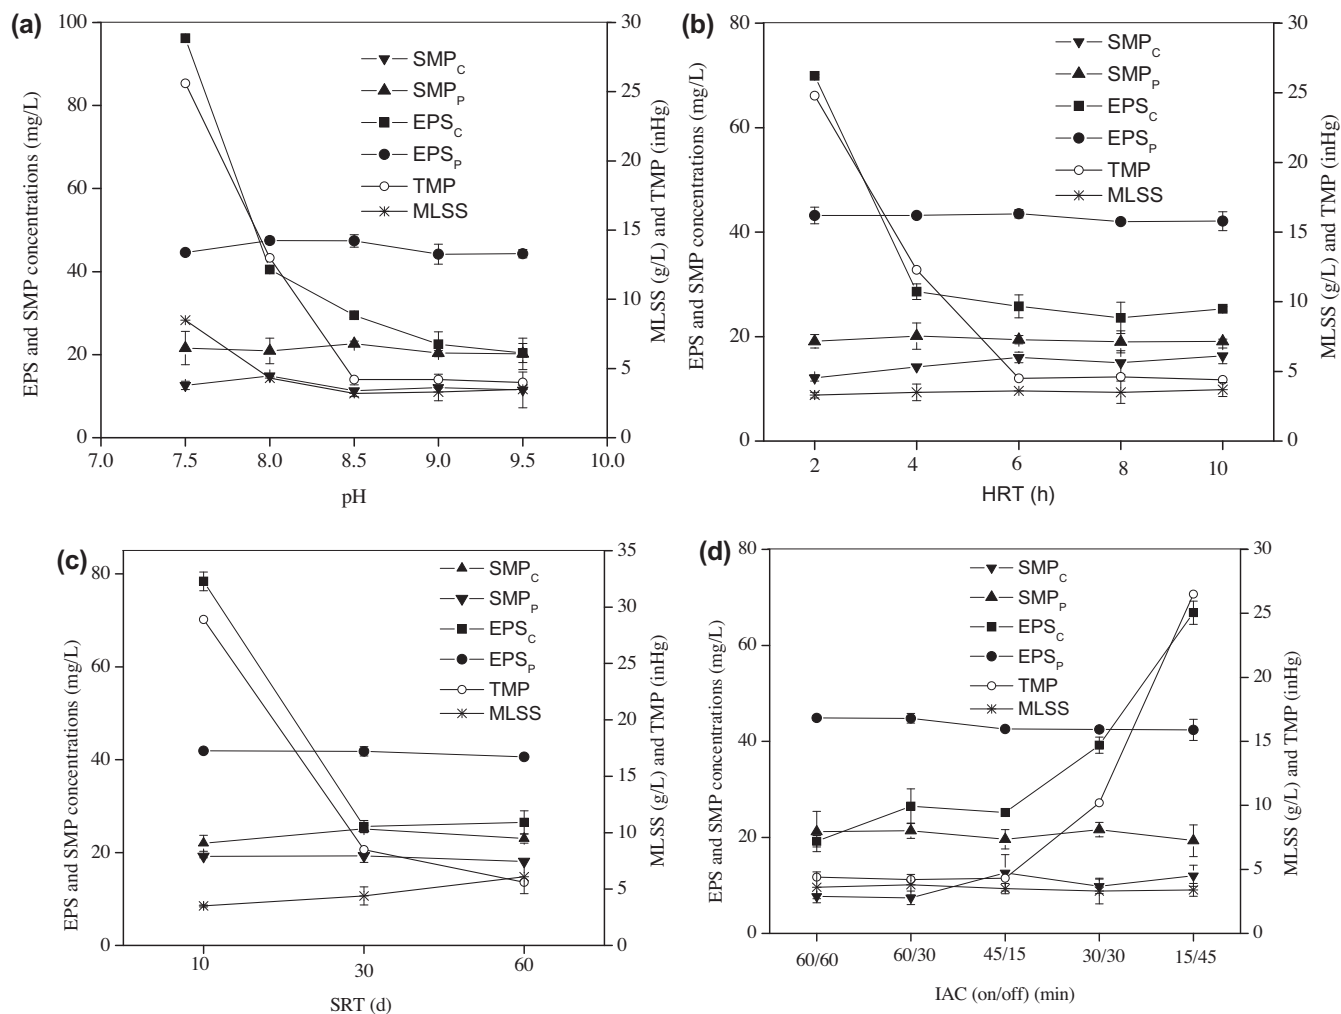 (a)
EPS and SMP concentrations (mg/L)
100
80
60
40
20
0
SMP_C
SMP_P
EPS_C
EPS_P
TMP
MLSS
30
25
20
15
10
5
0
MLSS (g/L) and TMP (inHg)
7.0 7.5 8.0 8.5 9.0 9.5 10.0
pH
(b)
EPS and SMP concentrations (mg/L)
80
60
40
20
0
SMP_C
SMP_P
EPS_C
EPS_P
TMP
MLSS
30
25
20
15
10
5
0
MLSS (g/L) and TMP (inHg)
2 4 6 8 10
HRT (h)
(c)
EPS and SMP concentrations (mg/L)
80
60
40
20
0
SMP_C
SMP_P
EPS_C
EPS_P
TMP
MLSS
35
30
25
20
15
10
5
0
MLSS (g/L) and TMP (inHg)
10 30 60
SRT (d)
(d)
EPS and SMP concentrations (mg/L)
80
60
40
20
0
SMP_C
SMP_P
EPS_C
EPS_P
TMP
MLSS
30
25
20
15
10
5
0
MLSS (g/L) and TMP (inHg)
60/60 60/30 45/15 30/30 15/45
IAC (on/off) (min)